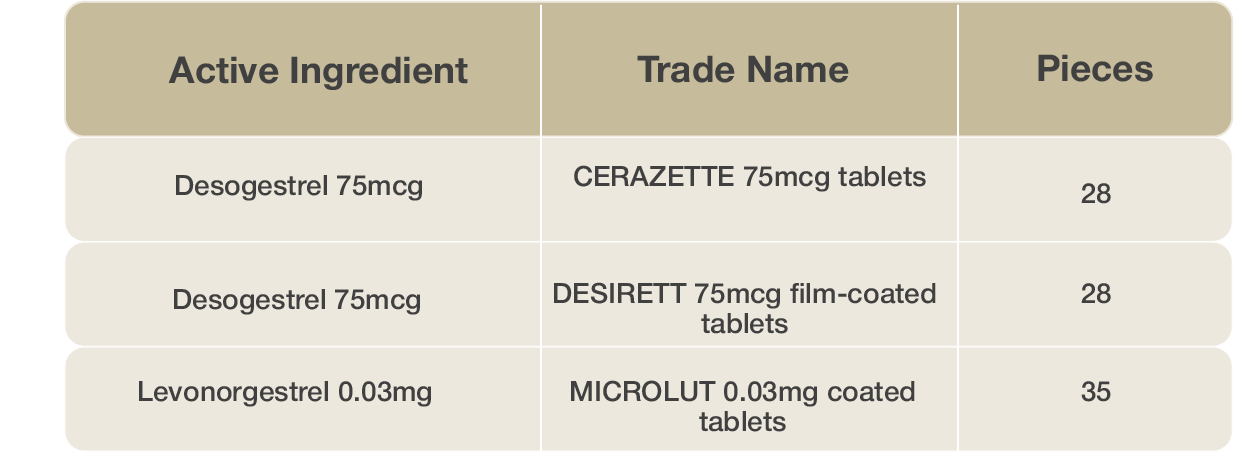 Active Ingredient
Trade Name
Pieces
Desogestrel 75mcg
CERAZETTE 75mcg tablets
28
Desogestrel 75mcg
DESIRETT 75mcg film-coated
tablets
28
Levonorgestrel 0.03mg
MICROLUT 0.03mg coated
tablets
35